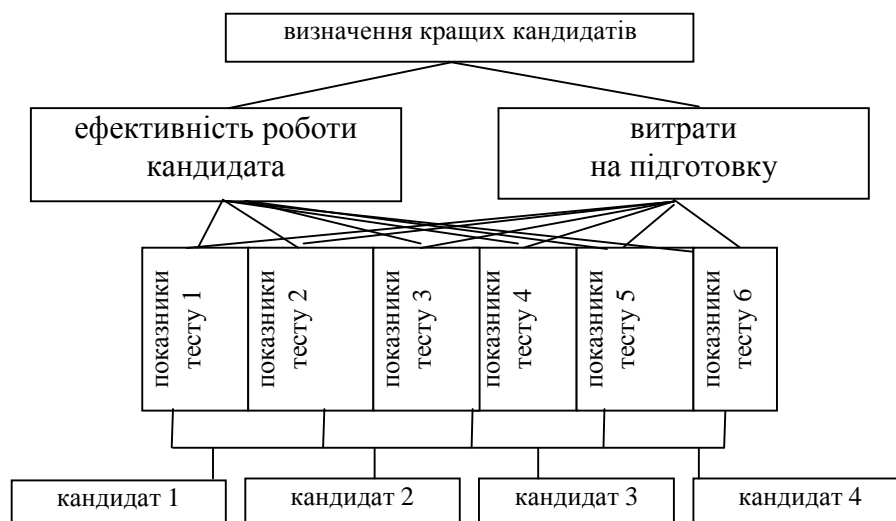 визначення кращих кандидатів
ефективність роботи
кандидата
витрати
на підготовку
показники
тесту 1
показники
тесту 2
показники
тесту 3
показники
тесту 4
показники
тесту 5
показники
тесту 6
кандидат 1
кандидат 2
кандидат 3
кандидат 4